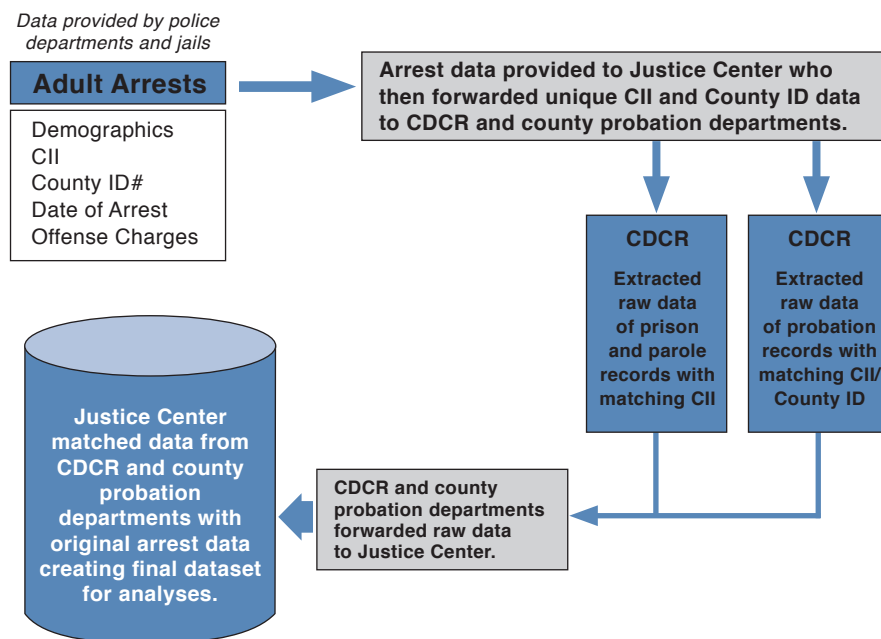 Data provided by police
departments and jails
Adult Arrests
Demographics
CII
County ID#
Date of Arrest
Offense Charges
Arrest data provided to Justice Center who
then forwarded unique CII and County ID data
to CDCR and county probation departments.
CDCR
Extracted
raw data
of prison
and parole
records with
matching CII
CDCR
Extracted
raw data
of probation
records with
matching CII/
County ID
CDCR and county
probation departments
forwarded raw data
to Justice Center.
Justice Center
matched data from
CDCR and county
probation
departments with
original arrest data
creating final dataset
for analyses.